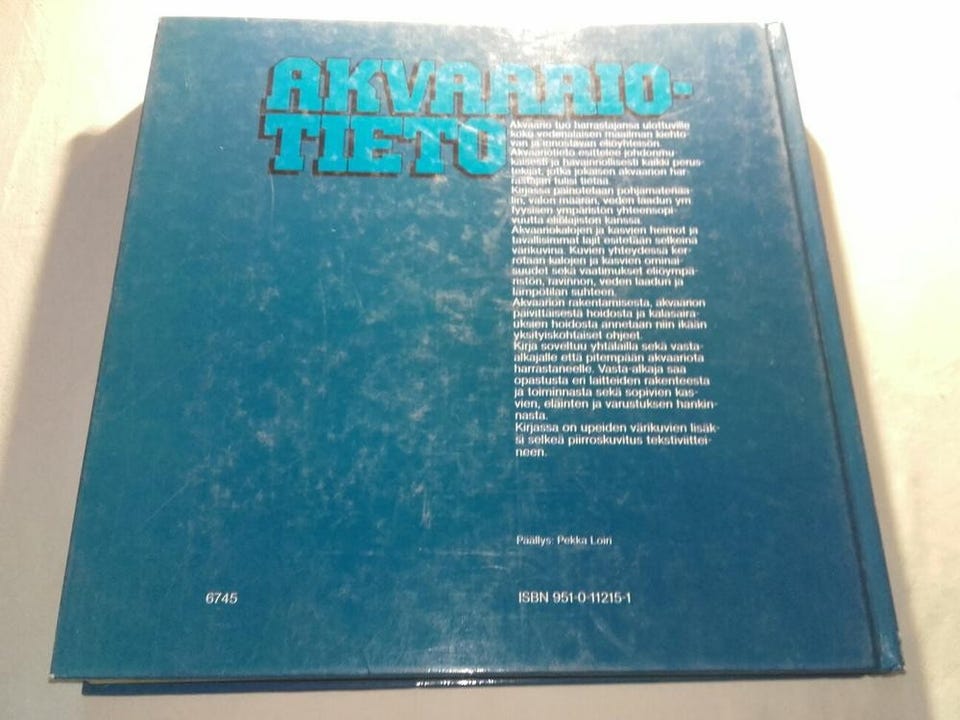 AKVAARIO-
TIETO
Akvaario tuo harrastajansa ulottuville
koko vedenalaisen maailman kiehto-
van ja innostavan eliöyhteisön.
Akvaariotieto esittelee johdonmu-
kaisesti ja havainnollisesti kaikki perus-
tekijät, jotka jokaisen akvaarion har-
rastajan tulisi tietää.
Kirjassa painotetaan pohjamateriaa-
lin, valon määrän, veden laadun ym
fyysisen ympäristön yhteensopi-
vuutta eliölajiston kanssa.
Akvaariokalojen ja kasvien heimot ja
tavallisimmat lajit esitetään selkeinä
värikuvina. Kuvien yhteydessä ker-
rotaan kalojen ja kasvien ominai-
suudet sekä vaatimukset eliöympä-
ristön, ravinnon, veden laadun ja
lämpötilan suhteen.
Akvaarion rakentamisesta, akvaarion
päivittäisestä hoidosta ja kalasaira-
uksien hoidosta annetaan niin ikään
yksityiskohtaiset ohjeet.
Kirja soveltuu yhtälailla sekä vasta-
alkajalle että pitempään akvaariota
harrastaneelle. Vasta-alkaja saa
opastusta eri laitteiden rakenteesta
ja toiminnasta sekä sopivien kas-
vien, eläinten ja varustuksen hankin-
nasta.
Kirjassa on upeiden värikuvien lisäk-
si selkeä piirroskuvitus tekstiviittei-
neen.
Päällys: Pekka Loiri
6745 ISBN 951-0-11215-1